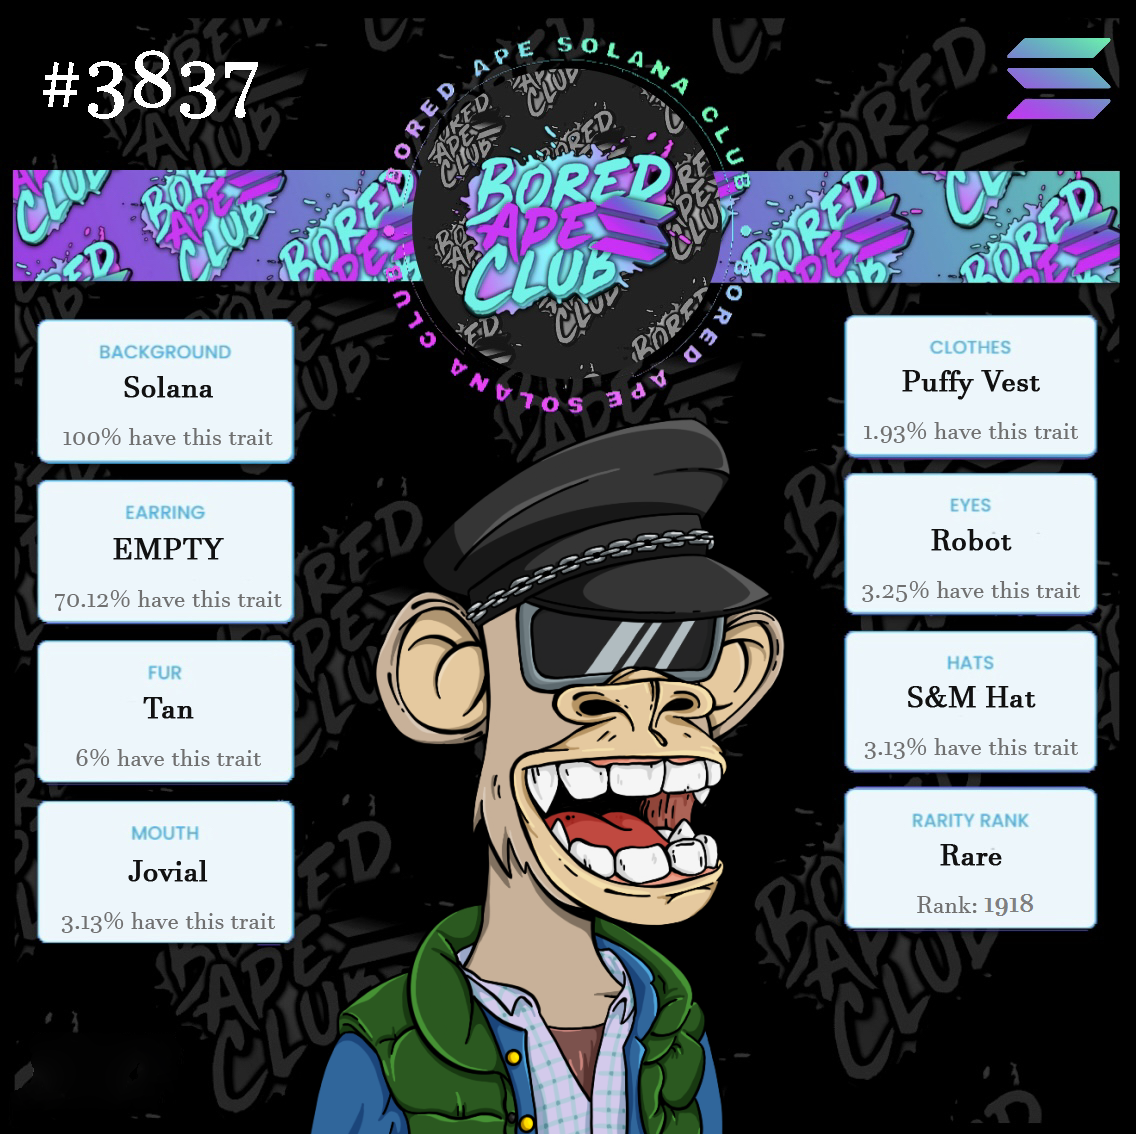 #3837
BORED APE SOLANA CLUB
BORED
APE
CLUB
BORED APE SOLANA CLUB
BACKGROUND
Solana
100% have this trait
EARRING
EMPTY
70.12% have this trait
FUR
Tan
6% have this trait
MOUTH
Jovial
3.13% have this trait
CLOTHES
Puffy Vest
1.93% have this trait
EYES
Robot
3.25% have this trait
HATS
S&M Hat
3.13% have this trait
RARITY RANK
Rare
Rank: 1918